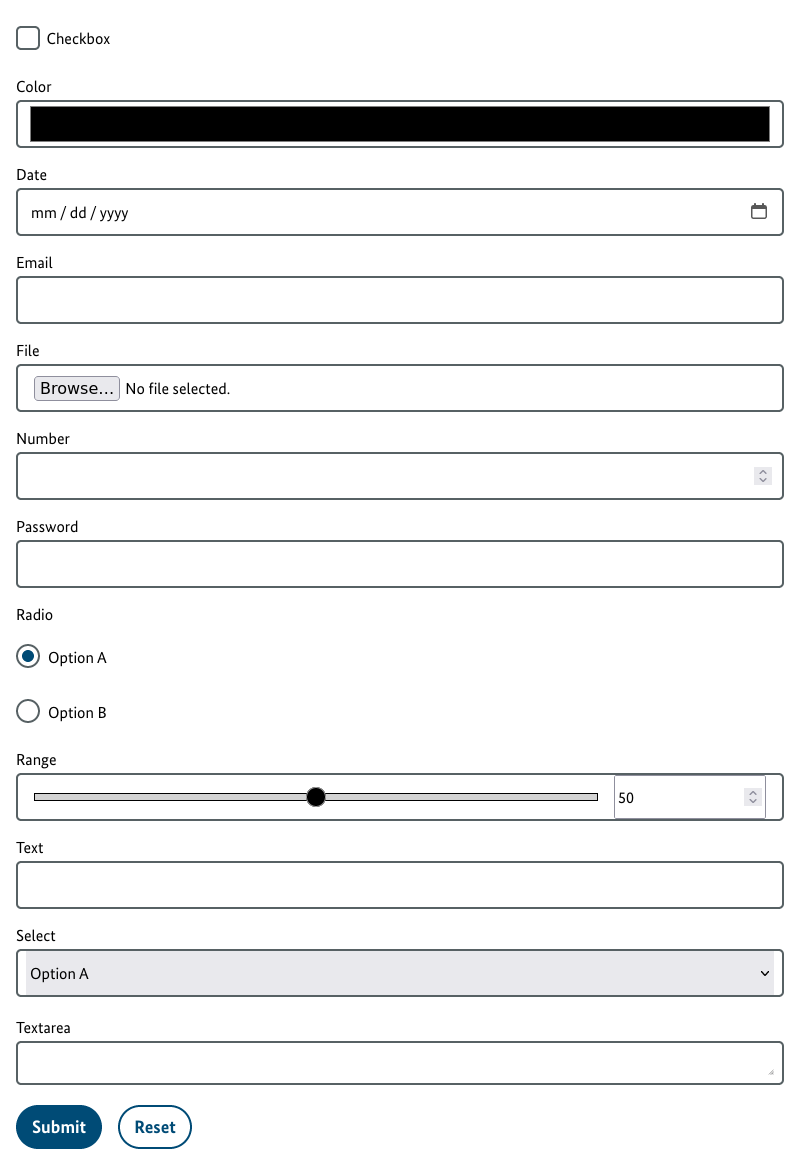 Checkbox
Color
Date
mm / dd / yyyy
Email
File
Browse... No file selected.
Number
Password
Radio
Option A
Option B
Range
50
Text
Select
Option A
Textarea
Submit Reset